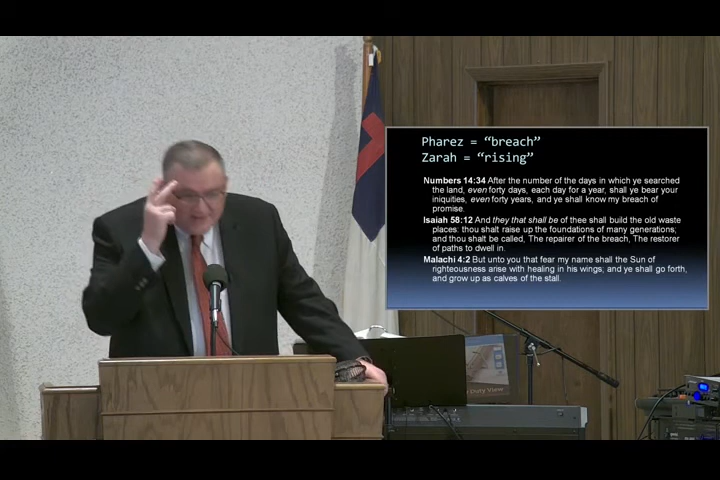 Pharez = “breach”
Zarah = “rising”
Numbers 14:34 After the number of the days in which ye searched
the land, even forty days, each day for a year, shall ye bear your
iniquities, even forty years, and ye shall know my breach of
promise.
Isaiah 58:12 And they that shall be of thee shall build the old waste
places: thou shalt raise up the foundations of many generations;
and thou shalt be called, The repairer of the breach, The restorer
of paths to dwell in.
Malachi 4:2 But unto you that fear my name shall the Sun of
righteousness arise with healing in his wings; and ye shall go forth,
and grow up as calves of the stall.
Duty View